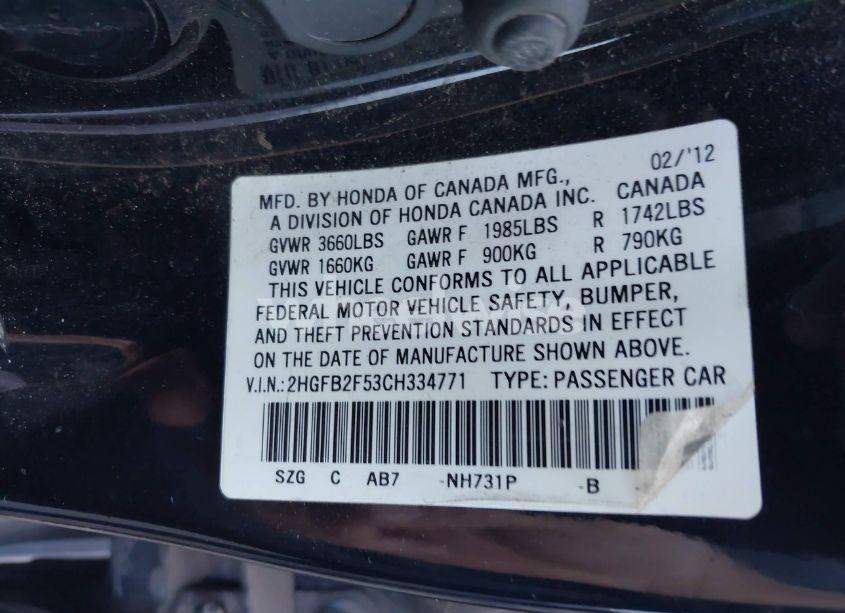 02/'12
MFD. BY HONDA OF CANADA MFG.,
A DIVISION OF HONDA CANADA INC. CANADA
GVWR 3660LBS GAWR F 1985LBS R 1742LBS
GVWR 1660KG GAWR F 900KG R 790KG
THIS VEHICLE CONFORMS TO ALL APPLICABLE
FEDERAL MOTOR VEHICLE SAFETY, BUMPER,
AND THEFT PREVENTION STANDARDS IN EFFECT
ON THE DATE OF MANUFACTURE SHOWN ABOVE.
V.I.N.:2HGFB2F53CH334771 TYPE:PASSENGER CAR
SZG C AB7 -NH731P -B